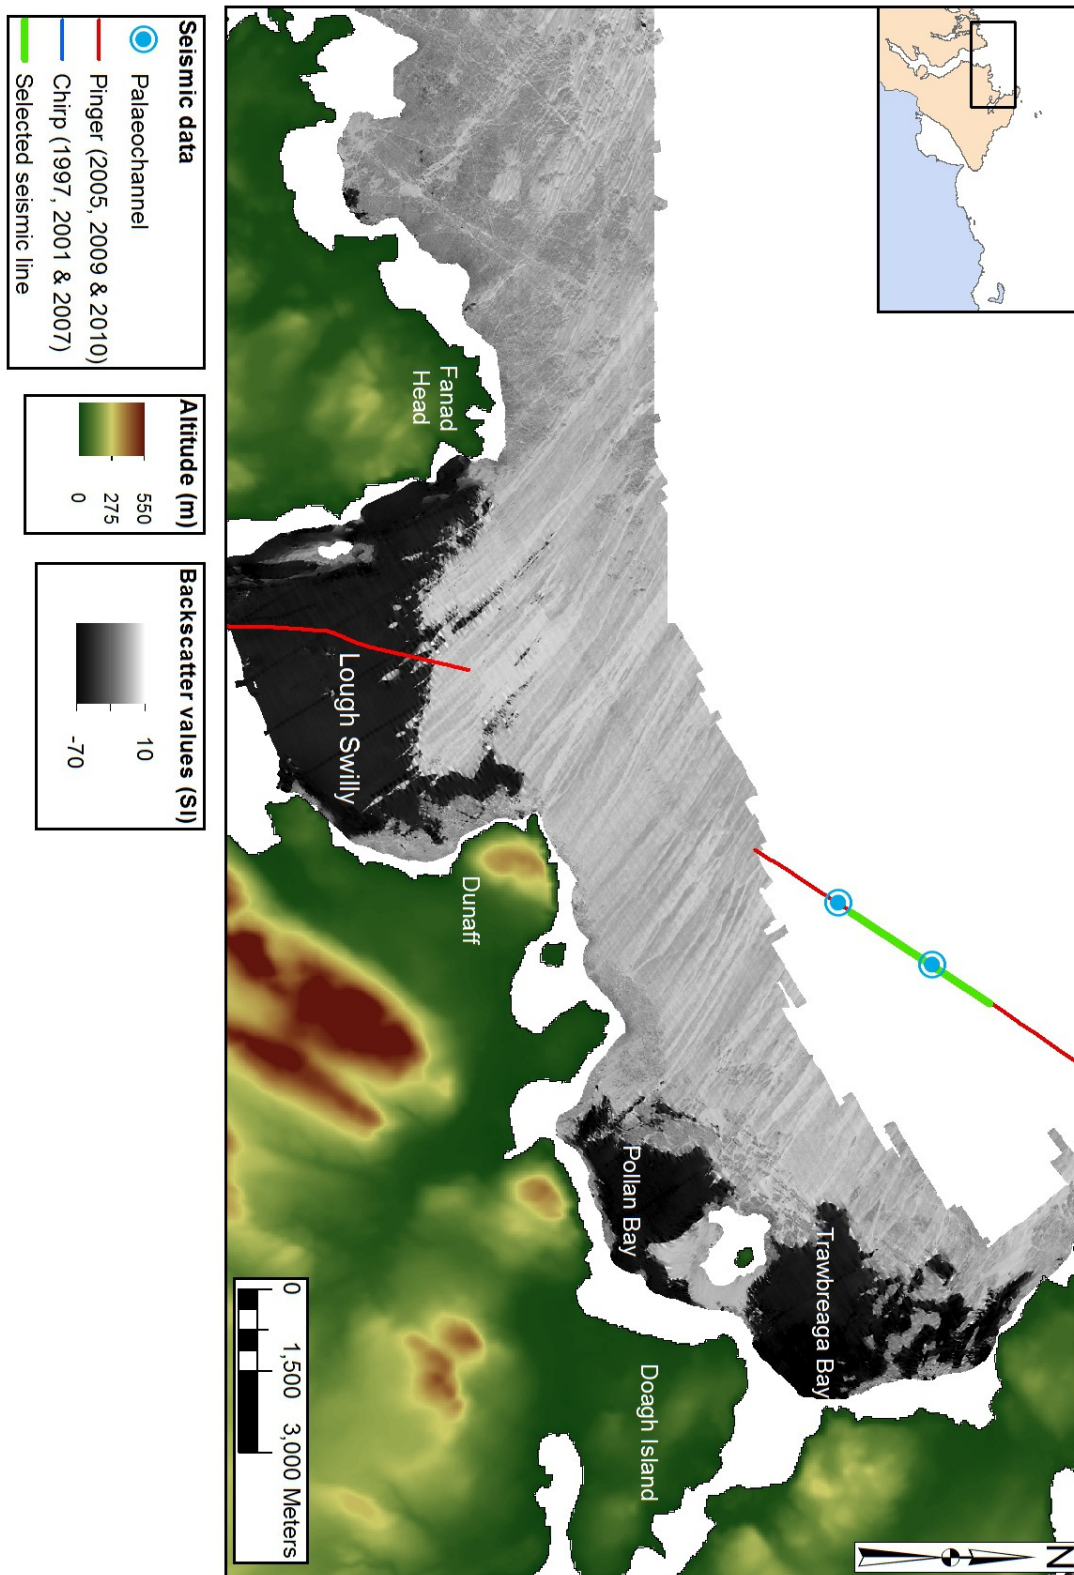 N
Trawbreaga Bay
Pollan Bay
Doagh Island
Fanad
Head
Dunaff
Lough Swilly
0 1,500 3,000 Meters
Seismic data
Palaeochannel
Pinger (2005, 2009 & 2010)
Chirp (1997, 2001 & 2007)
Selected seismic line
Altitude (m)
550
275
0
Backscatter values (SI)
10
-70